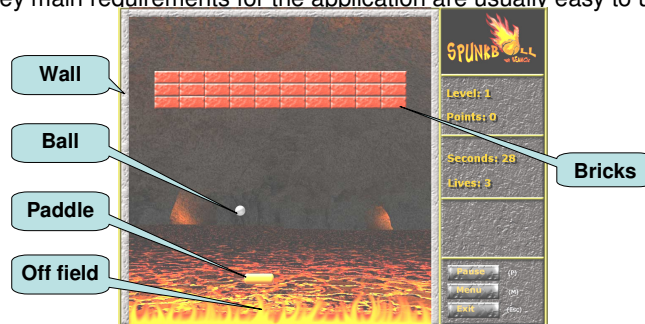 ey main requirements for the application are usually easy to u
Wall
Ball
Paddle
Off field
Bricks
SPUNKBALL
Level: 1
Points: 0
Seconds: 28
Lives: 3
Pause (P)
Menu (M)
Exit (Esc)